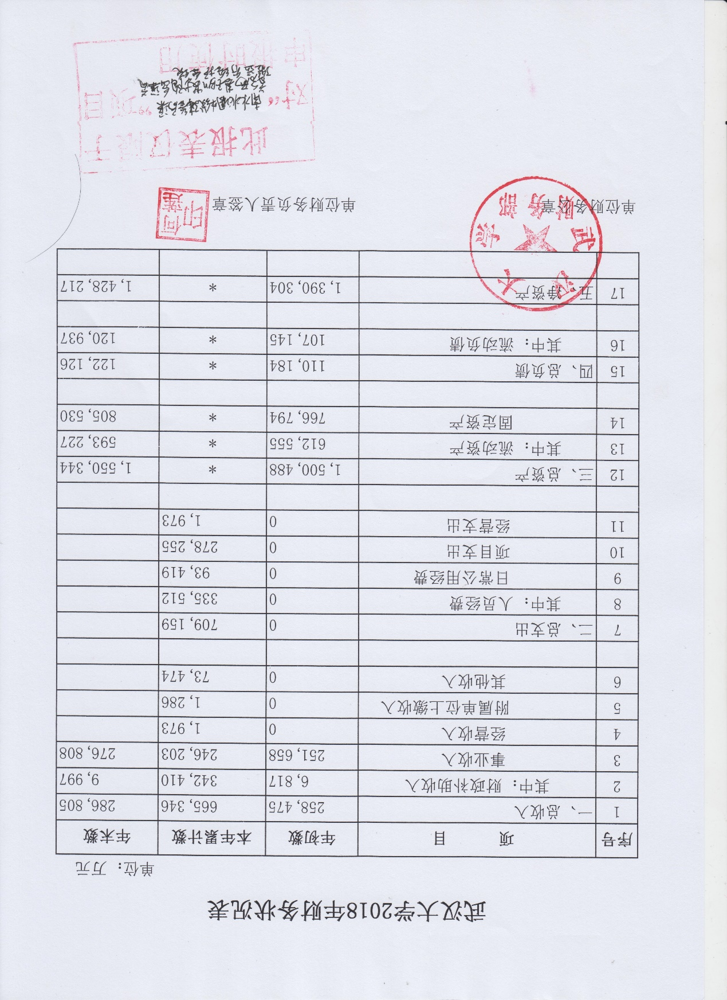 武汉大学2018年财务状况表
单位：万元
序号 项 目 年初数 本年累计数 年末数
1 一、总收入 258,475 665,346 286,805
2 其中：财政补助收入 6,817 342,410 9,997
3 事业收入 251,658 246,203 276,808
4 经营收入 0 1,973
5 附属单位上缴收入 0 1,286
6 其他收入 0 73,474
7 二、总支出 0 709,159
8 其中：人员经费 0 335,512
9 日常公用经费 0 93,419
10 项目支出 0 278,255
11 经营支出 0 1,973
12 三、总资产 1,500,488 * 1,550,344
13 其中：流动资产 612,555 * 593,227
14 固定资产 766,794 * 805,530
15 四、总负债 110,184 * 122,126
16 其中：流动负债 107,145 * 120,937
17 五、净资产 1,390,304 * 1,428,217
单位财务公章 单位财务负责人签章
武汉大学
财务部
何莲印
此报表仅限于
对“ ”项目
申报时使用